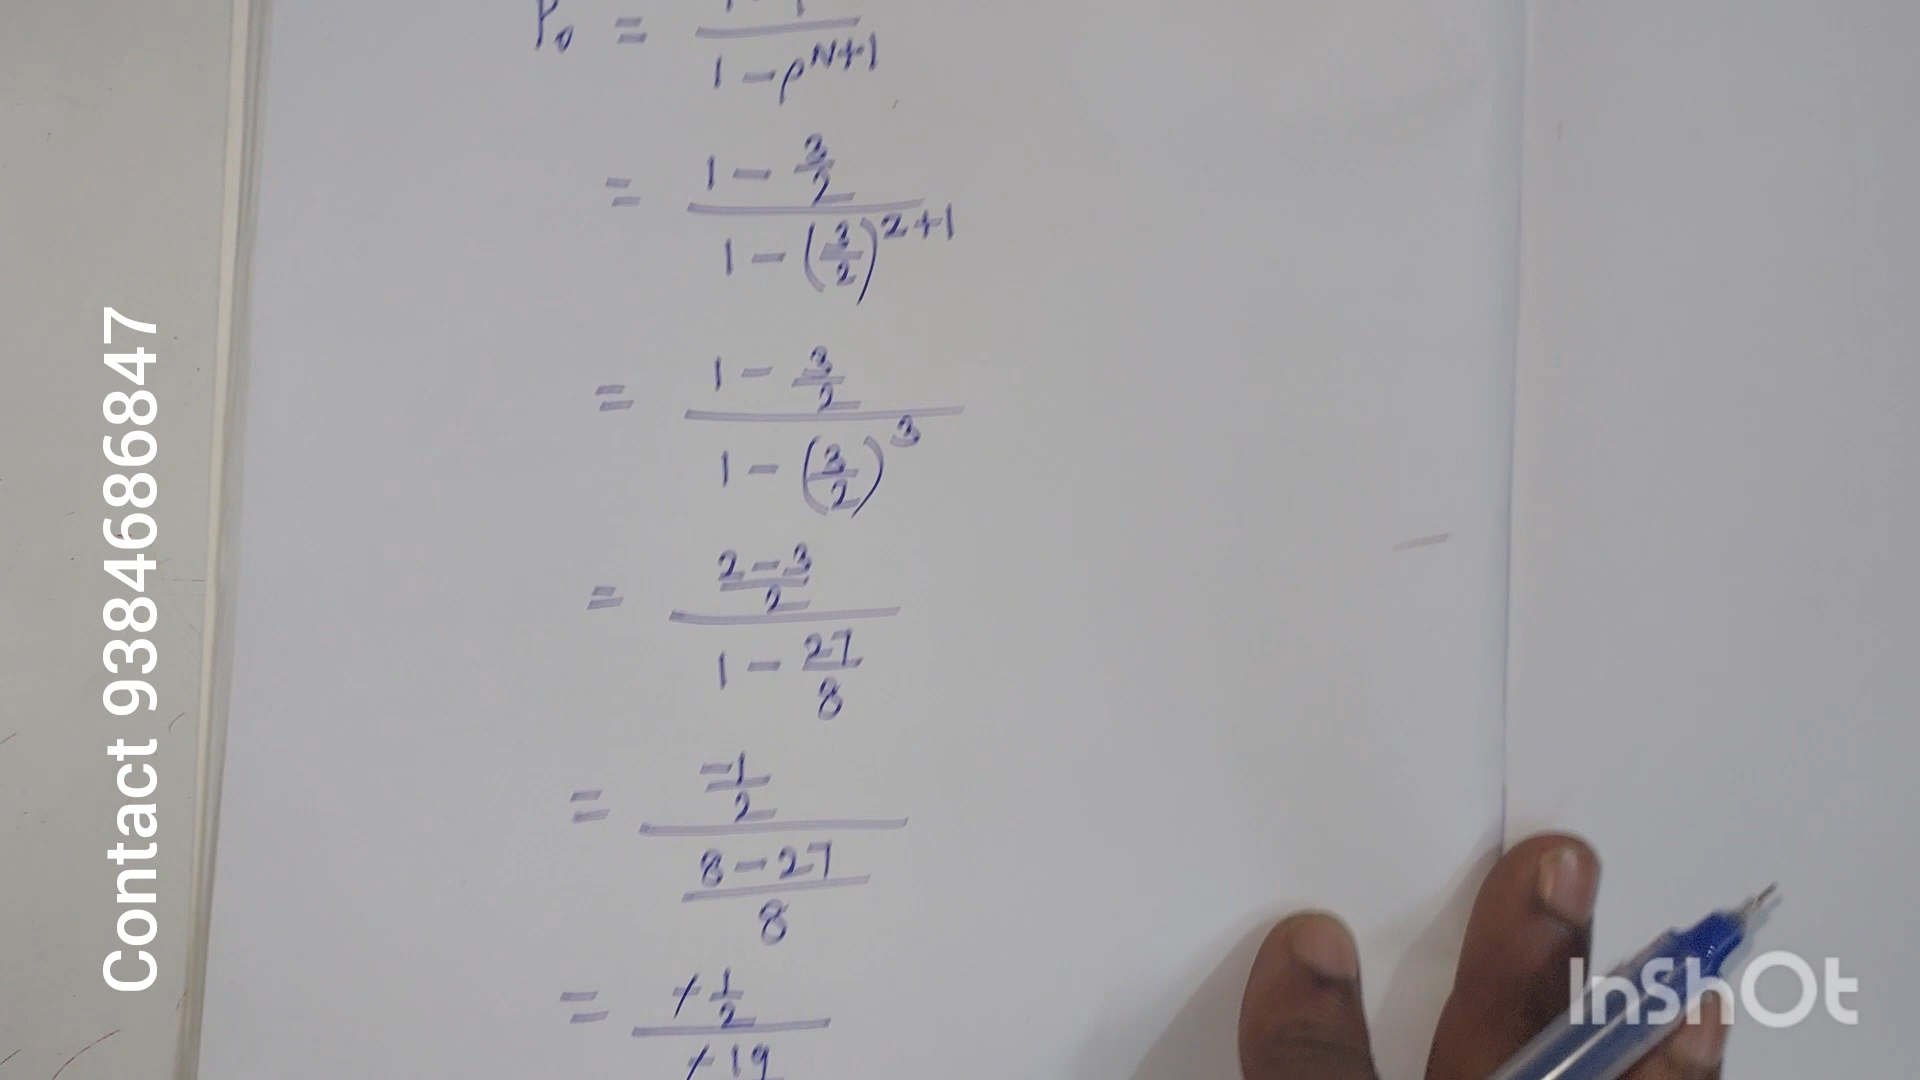 P₀ = / 1 - ρ^(N+1)
= (1 - 3/2) / (1 - (3/2)^(2+1))
= (1 - 3/2) / (1 - (3/2)^3)
= ((2-3)/2) / (1 - 27/8)
= (-1/2) / ((8-27)/8)
= (-1/2) / (-19
Contact 9384686847
InShOt